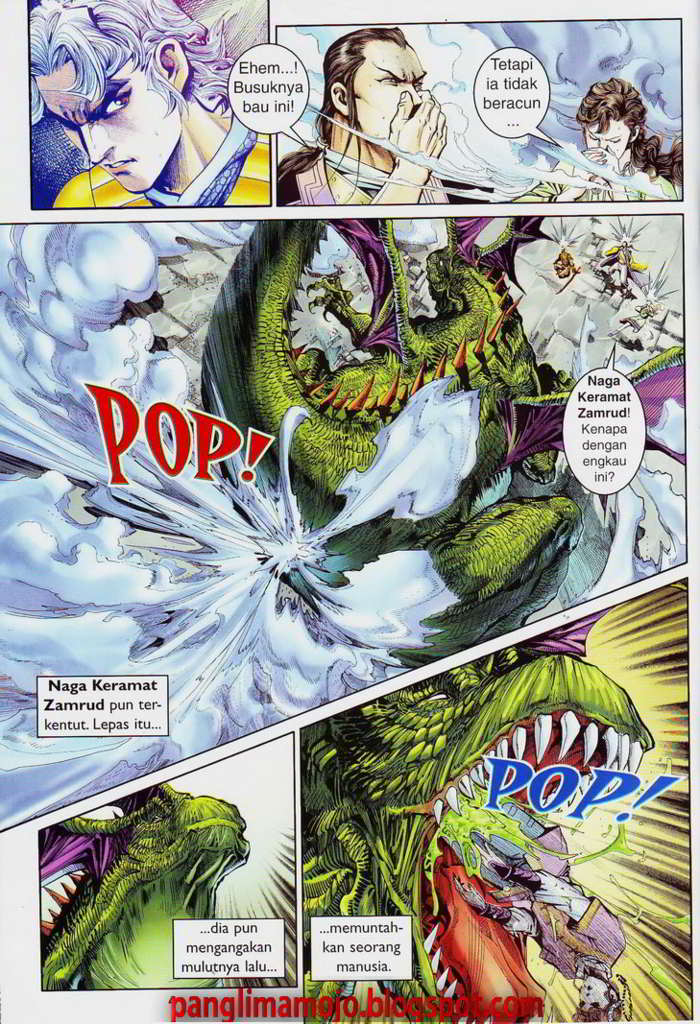 Ehem...!
Busuknya
bau ini!
Tetapi
ia tidak
beracun
...
POP!
Naga
Keramat
Zamrud!
Kenapa
dengan
engkau
ini?
Naga Keramat
Zamrud pun ter-
kentut. Lepas itu...
POP!
...dia pun
mengangakan
mulutnya lalu...
...memuntah-
kan seorang
manusia.
panglimamojo.blogspot.com